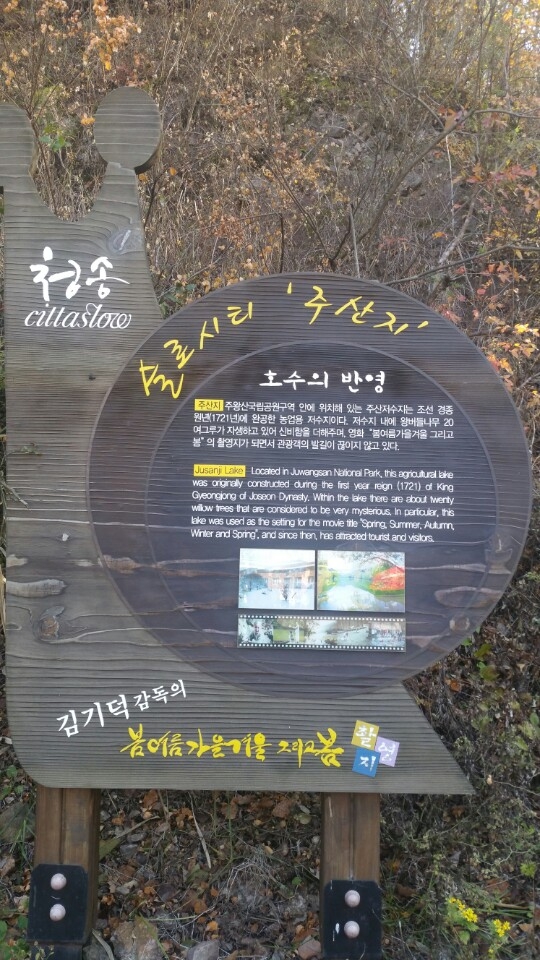 청송
cittaslow
슬로시티 '주산지'
호수의 반영
주산지 주왕산국립공원구역 안에 위치해 있는 주산저수지는 조선 경종
원년(1721년)에 완공한 농업용 저수지이다. 저수지 내에 왕버들나무 20
여그루가 자생하고 있어 신비함을 더해주며, 영화 "봄여름가을겨울 그리고
봄" 의 촬영지가 되면서 관광객의 발길이 끊이지 않고 있다.
Jusanji Lake Located in Juwangsan National Park, this agricultural lake
was originally constructed during the first year reign (1721) of King
Gyeongjong of Joseon Dynasty. Within the lake there are about twenty
willow trees that are considered to be very mysterious. In particular, this
lake was used as the setting for the movie title "Spring, Summer, Autumn,
Winter and Spring", and since then, has attracted tourist and visitors.
김기덕 감독의
봄여름가을겨울 그리고 봄 촬영지